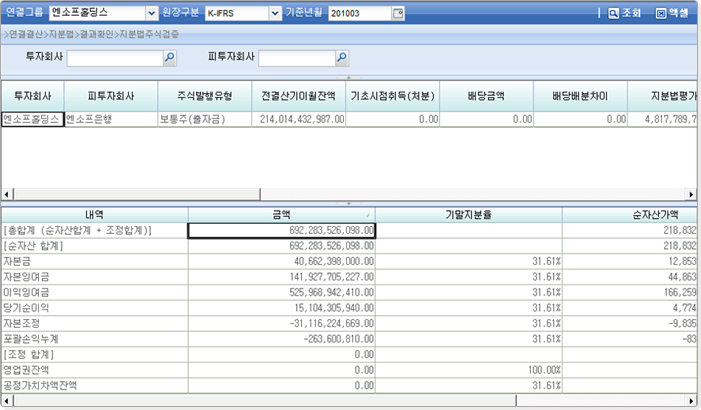 연결그룹 엔소프홀딩스 원장구분 K-IFRS 기준년월 201003 조회 엑셀
>연결결산>지분법>결과확인>지분법주식검증
투자회사 피투자회사
투자회사 피투자회사 주식발행유형 전결산기이월잔액 기초시점취득(처분) 배당금액 배당배분차이 지분법평가
엔소프홀딩스 엔소프은행 보통주(출자금) 214,014,432,987.00 0.00 0.00 0.00 4,817,789,7
내역 금액 기말지분율 순자산가액
[총합계 (순자산합계 + 조정합계)] 692,283,526,098.00 218,832
[순자산 합계] 692,283,526,098.00 218,832
자본금 40,662,398,000.00 31.61% 12,853
자본잉여금 141,927,705,227.00 31.61% 44,863
이익잉여금 525,968,942,410.00 31.61% 166,259
당기순이익 15,104,305,940.00 31.61% 4,774
자본조정 -31,116,224,669.00 31.61% -9,835
포괄손익누계 -263,600,810.00 31.61% -83
[조정 합계] 0.00
영업권잔액 0.00 100.00%
공정가치차액잔액 0.00 31.61%